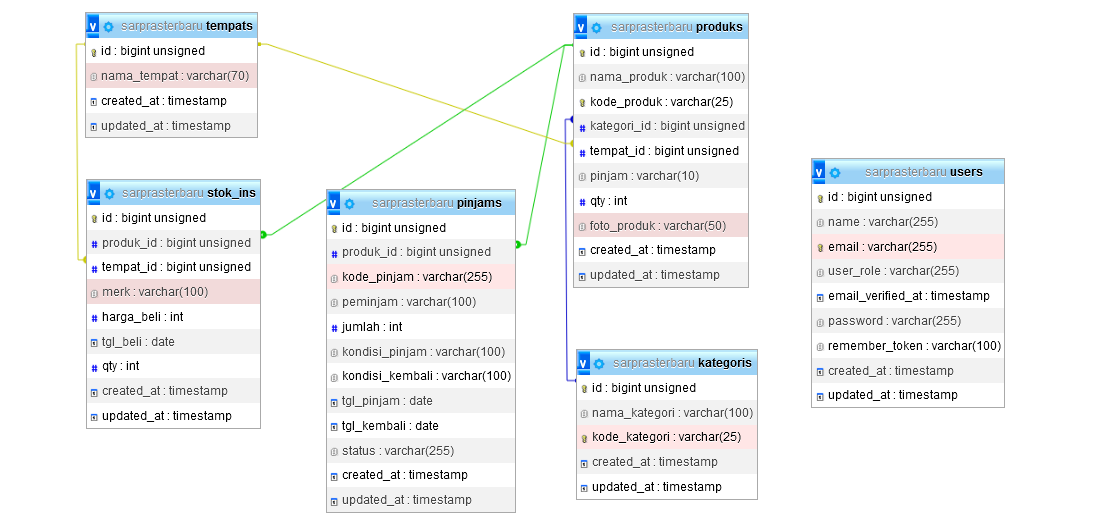 sarprasterbaru tempats
id : bigint unsigned
nama_tempat : varchar(70)
created_at : timestamp
updated_at : timestamp
sarprasterbaru stok_ins
id : bigint unsigned
produk_id : bigint unsigned
tempat_id : bigint unsigned
merk : varchar(100)
harga_beli : int
tgl_beli : date
qty : int
created_at : timestamp
updated_at : timestamp
sarprasterbaru pinjams
id : bigint unsigned
produk_id : bigint unsigned
kode_pinjam : varchar(255)
peminjam : varchar(100)
jumlah : int
kondisi_pinjam : varchar(100)
kondisi_kembali : varchar(100)
tgl_pinjam : date
tgl_kembali : date
status : varchar(255)
created_at : timestamp
updated_at : timestamp
sarprasterbaru produks
id : bigint unsigned
nama_produk : varchar(100)
kode_produk : varchar(25)
kategori_id : bigint unsigned
tempat_id : bigint unsigned
pinjam : varchar(10)
qty : int
foto_produk : varchar(50)
created_at : timestamp
updated_at : timestamp
sarprasterbaru kategoris
id : bigint unsigned
nama_kategori : varchar(100)
kode_kategori : varchar(25)
created_at : timestamp
updated_at : timestamp
sarprasterbaru users
id : bigint unsigned
name : varchar(255)
email : varchar(255)
user_role : varchar(255)
email_verified_at : timestamp
password : varchar(255)
remember_token : varchar(100)
created_at : timestamp
updated_at : timestamp